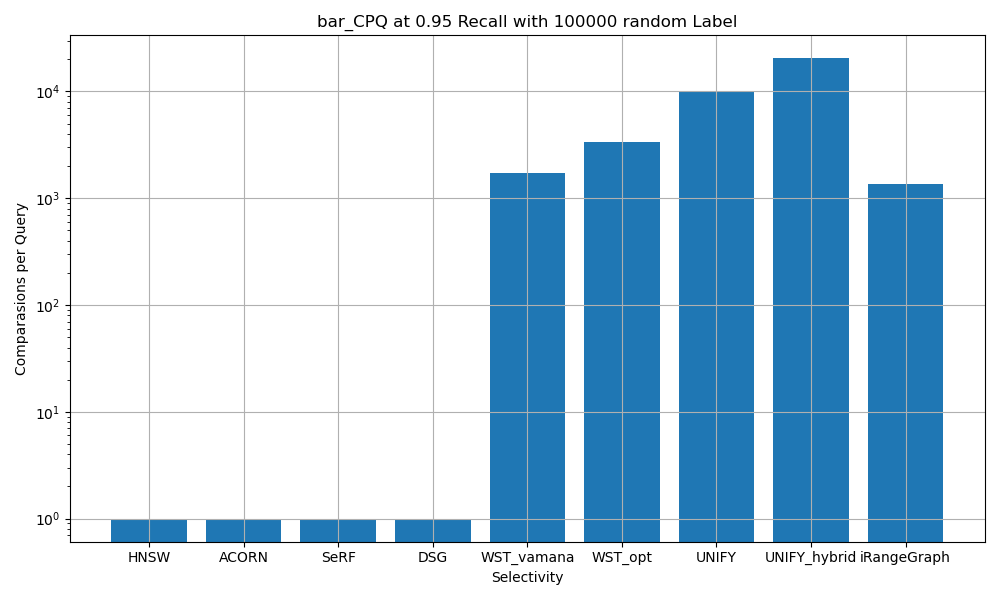 bar_CPQ at 0.95 Recall with 100000 random Label
Comparasions per Query
10^4
10^3
10^2
10^1
10^0
HNSW ACORN SeRF DSG WST_vamana WST_opt UNIFY UNIFY_hybrid iRangeGraph
Selectivity